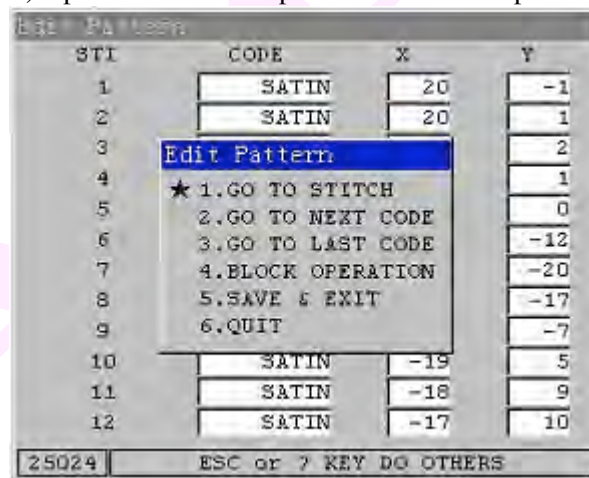 Edit Pattern
STI CODE X Y
1 SATIN 20 -1
2 SATIN 20 1
3 2
4 1
5 0
6 -12
7 -20
8 -17
9 -7
10 SATIN -19 5
11 SATIN -18 9
12 SATIN -17 10
Edit Pattern
★ 1.GO TO STITCH
2.GO TO NEXT CODE
3.GO TO LAST CODE
4.BLOCK OPERATION
5.SAVE & EXIT
6.QUIT
25024 ESC or ? KEY DO OTHERS